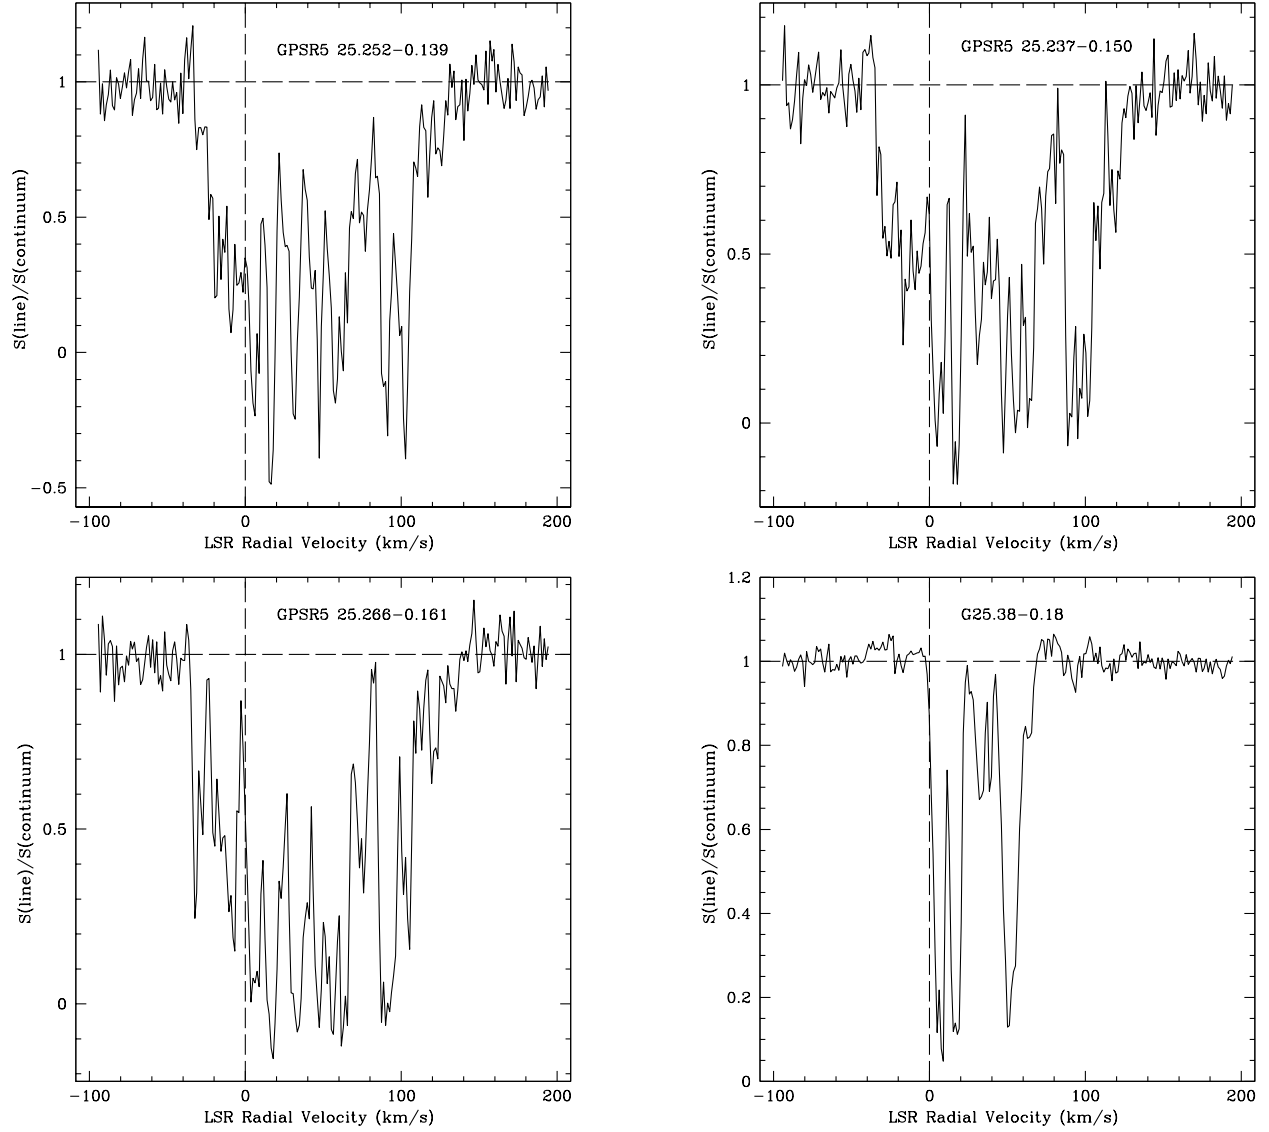 GPSR5 25.252−0.139
1
0.5
0
−0.5
S(line)/S(continuum)
−100 0 100 200
LSR Radial Velocity (km/s)
GPSR5 25.237−0.150
1
0.5
0
S(line)/S(continuum)
−100 0 100 200
LSR Radial Velocity (km/s)
GPSR5 25.266−0.161
1
0.5
0
S(line)/S(continuum)
−100 0 100 200
LSR Radial Velocity (km/s)
G25.38−0.18
1.2
1
0.8
0.6
0.4
0.2
0
S(line)/S(continuum)
−100 0 100 200
LSR Radial Velocity (km/s)